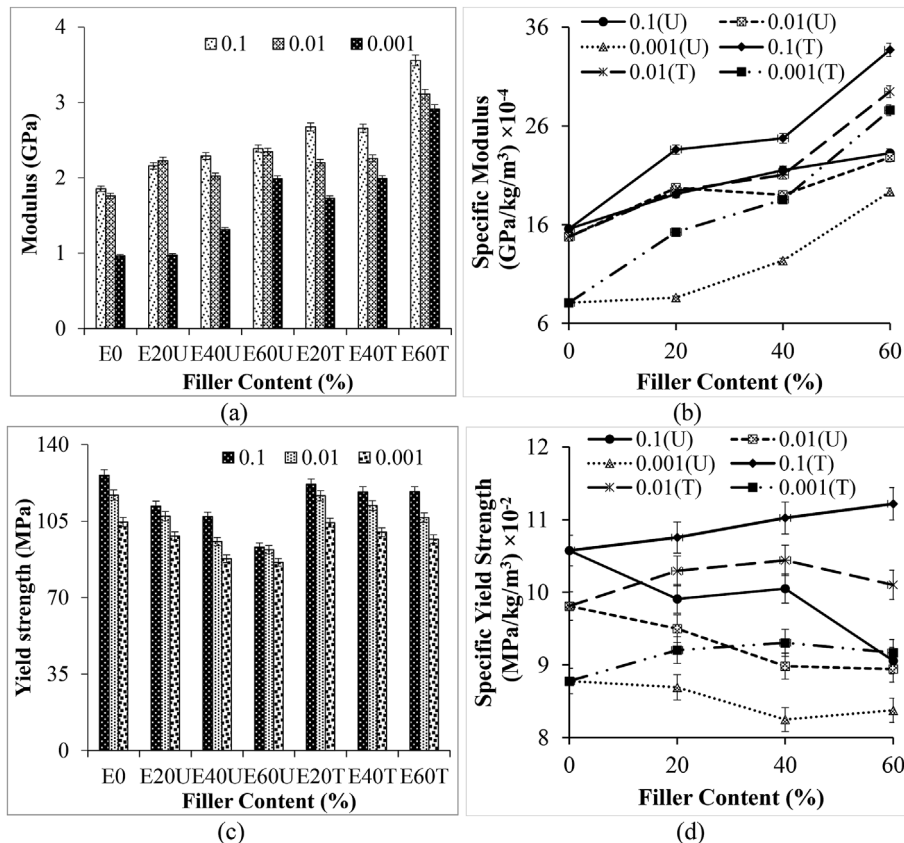 4
3
2
1
0
Modulus (GPa)
0.1 0.01 0.001
E0 E20U E40U E60U E20T E40T E60T
Filler Content (%)
(a)
36
26
16
6
Specific Modulus
(GPa/kg/m³) ×10⁻⁴
0.1(U) 0.01(U)
0.001(U) 0.1(T)
0.01(T) 0.001(T)
0 20 40 60
Filler Content (%)
(b)
140
105
70
35
0
Yield strength (MPa)
0.1 0.01 0.001
E0 E20U E40U E60U E20T E40T E60T
Filler Content (%)
(c)
12
11
10
9
8
Specific Yield Strength
(MPa/kg/m³) ×10⁻²
0.1(U) 0.01(U)
0.001(U) 0.1(T)
0.01(T) 0.001(T)
0 20 40 60
Filler Content (%)
(d)